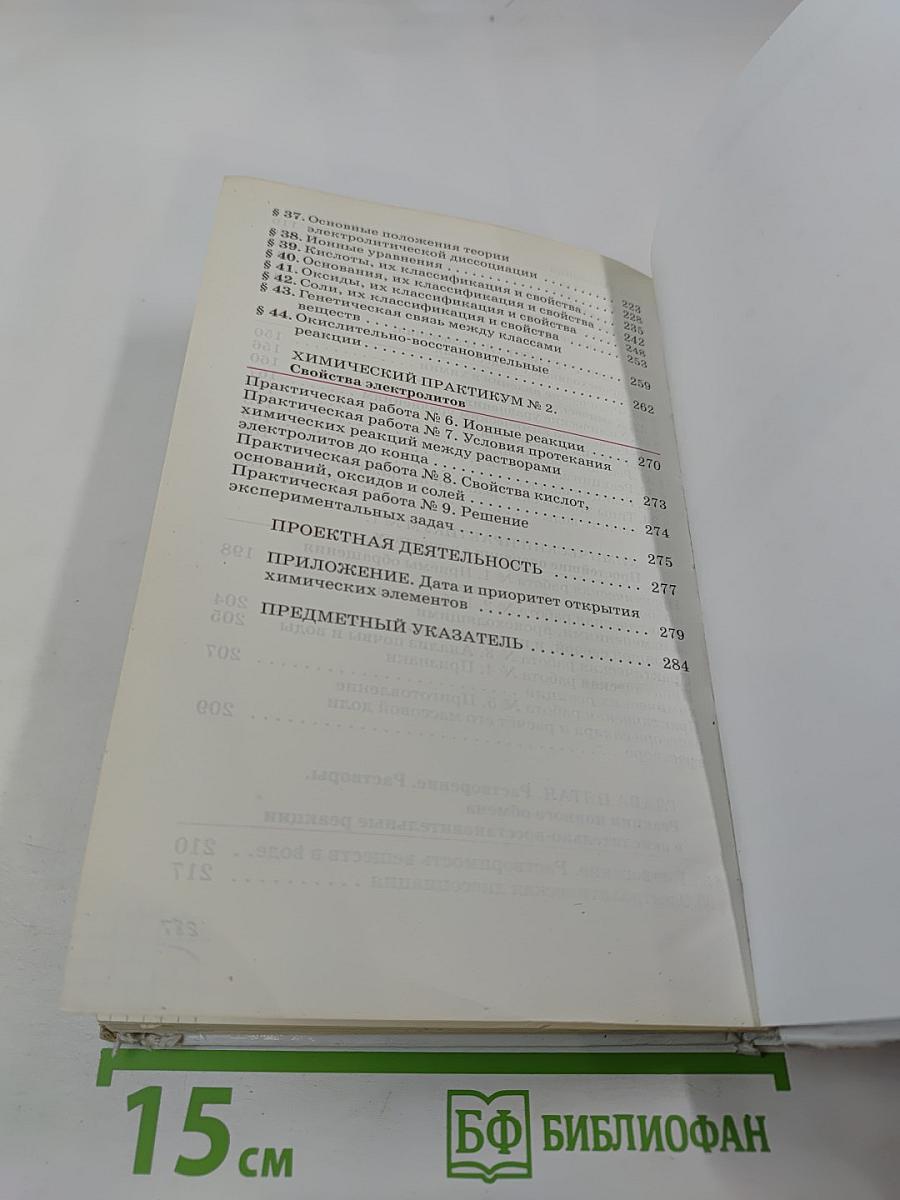 § 37. Основные положения теории
электролитической диссоциации . . . . . . . . . 223
§ 38. Ионные уравнения . . . . . . . . . . . . . . . . . . 228
§ 39. Кислоты, их классификация и свойства . . . . 235
§ 40. Основания, их классификация и свойства . . . 242
§ 41. Оксиды, их классификация и свойства . . . 248
§ 42. Соли, их классификация и свойства . . . . . 253
§ 43. Генетическая связь между классами
веществ . . . . . . . . . . . . . . . . . . . . . 259
§ 44. Окислительно-восстановительные
реакции . . . . . . . . . . . . . . . . . . . . . 262
ХИМИЧЕСКИЙ ПРАКТИКУМ № 2.
Свойства электролитов
Практическая работа № 6. Ионные реакции . . . . . 270
Практическая работа № 7. Условия протекания
химических реакций между растворами
электролитов до конца . . . . . . . . . . . . . . . . . 273
Практическая работа № 8. Свойства кислот,
оснований, оксидов и солей . . . . . . . . . . . . . . 274
Практическая работа № 9. Решение
экспериментальных задач . . . . . . . . . . . . . . . . 275
ПРОЕКТНАЯ ДЕЯТЕЛЬНОСТЬ . . . . . . . . . . 277
ПРИЛОЖЕНИЕ. Дата и приоритет открытия
химических элементов . . . . . . . . . . . . . . . . 279
ПРЕДМЕТНЫЙ УКАЗАТЕЛЬ . . . . . . . . . . . . 284
15 см
БФ БИБЛИОФАН